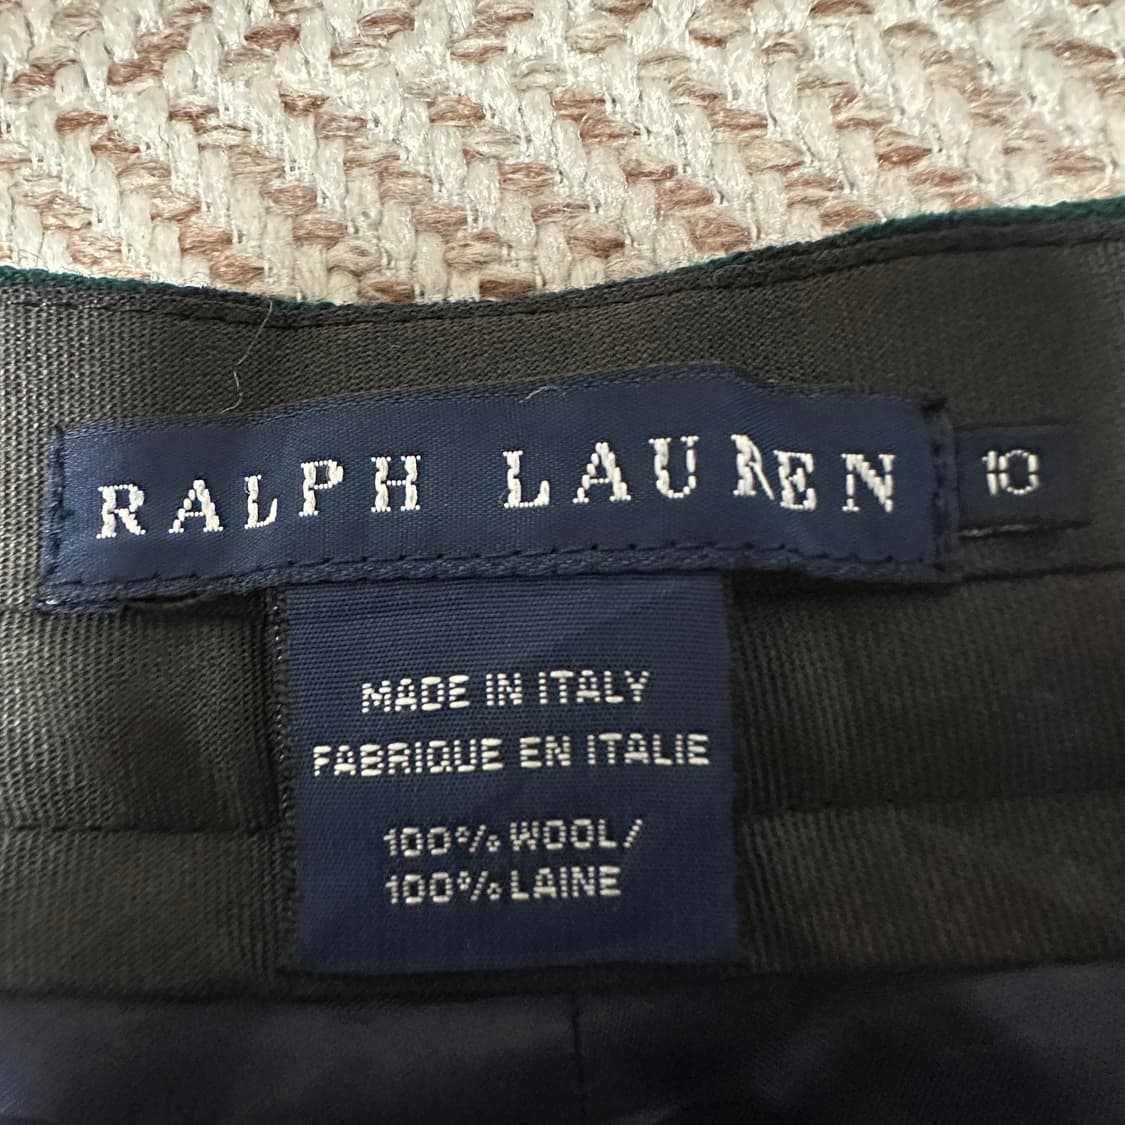 RALPH LAUREN 10
MADE IN ITALY
FABRIQUE EN ITALIE
100% WOOL/
100% LAINE